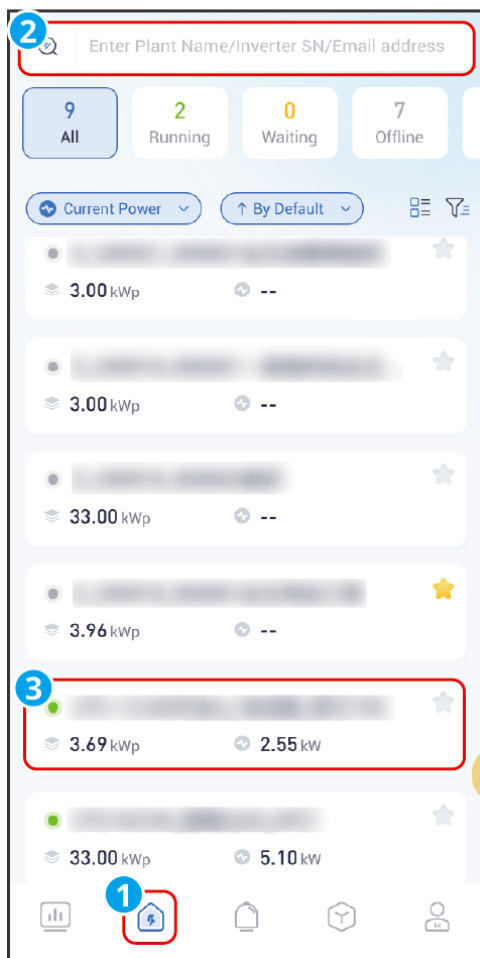 2
Enter Plant Name/Inverter SN/Email address
9 2 0 7
All Running Waiting Offline
Current Power ↑ By Default
3.00 kWp --
3.00 kWp --
33.00 kWp --
3.96 kWp --
3
3.69 kWp 2.55 kW
33.00 kWp 5.10 kW
1